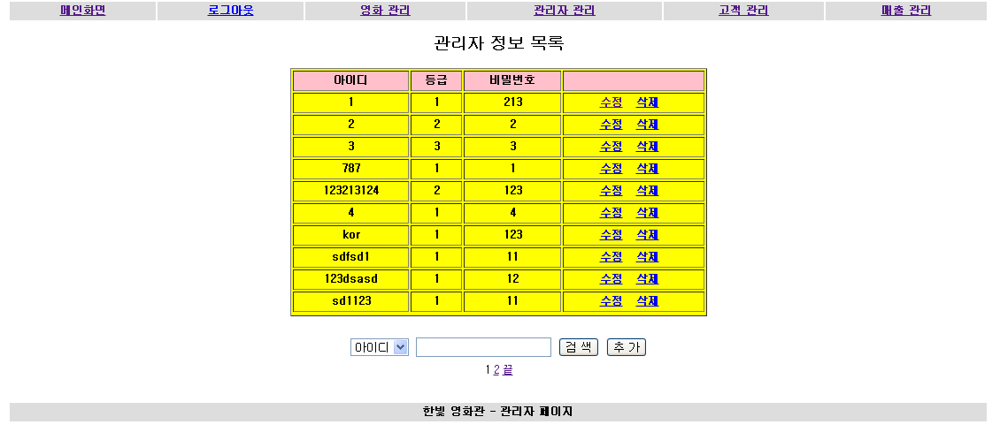 메인화면 로그아웃 영화 관리 관리자 관리 고객 관리 매출 관리
관리자 정보 목록
아이디 등급 비밀번호
1 1 213 수정 삭제
2 2 2 수정 삭제
3 3 3 수정 삭제
787 1 1 수정 삭제
123213124 2 123 수정 삭제
4 1 4 수정 삭제
kor 1 123 수정 삭제
sdfsd1 1 11 수정 삭제
123dsasd 1 12 수정 삭제
sd1123 1 11 수정 삭제
아이디 검 색 추 가
1 2 끝
한빛 영화관 - 관리자 페이지